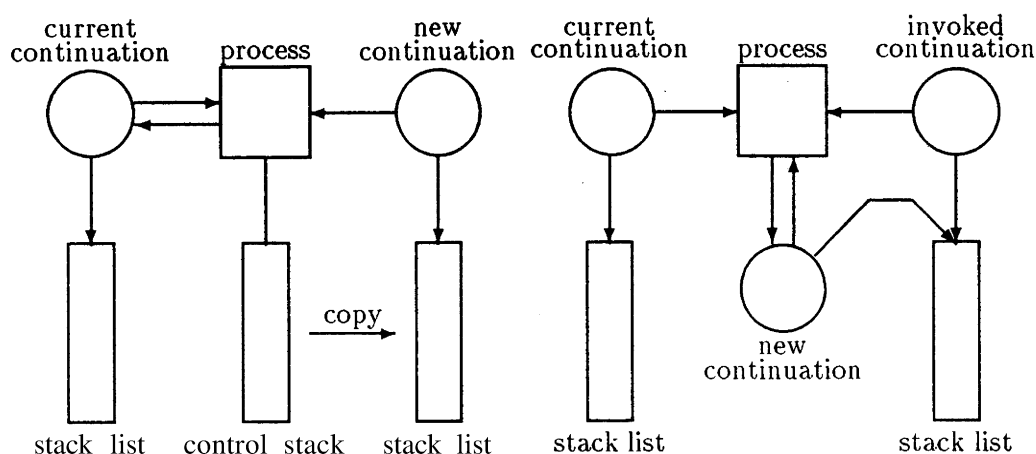 current
continuation
process
new
continuation
copy
stack list
control stack
stack list
current
continuation
process
invoked
continuation
new
continuation
stack list
stack list